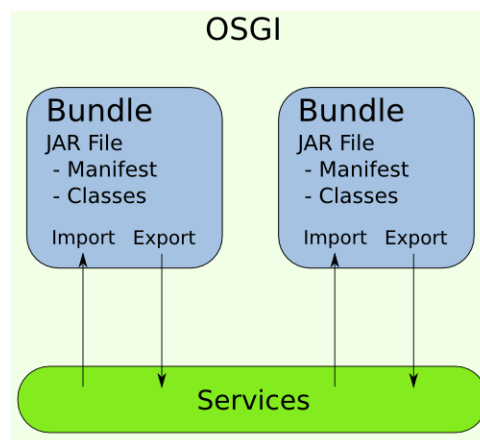 OSGI
Bundle
JAR File
- Manifest
- Classes
Import Export
Bundle
JAR File
- Manifest
- Classes
Import Export
Services